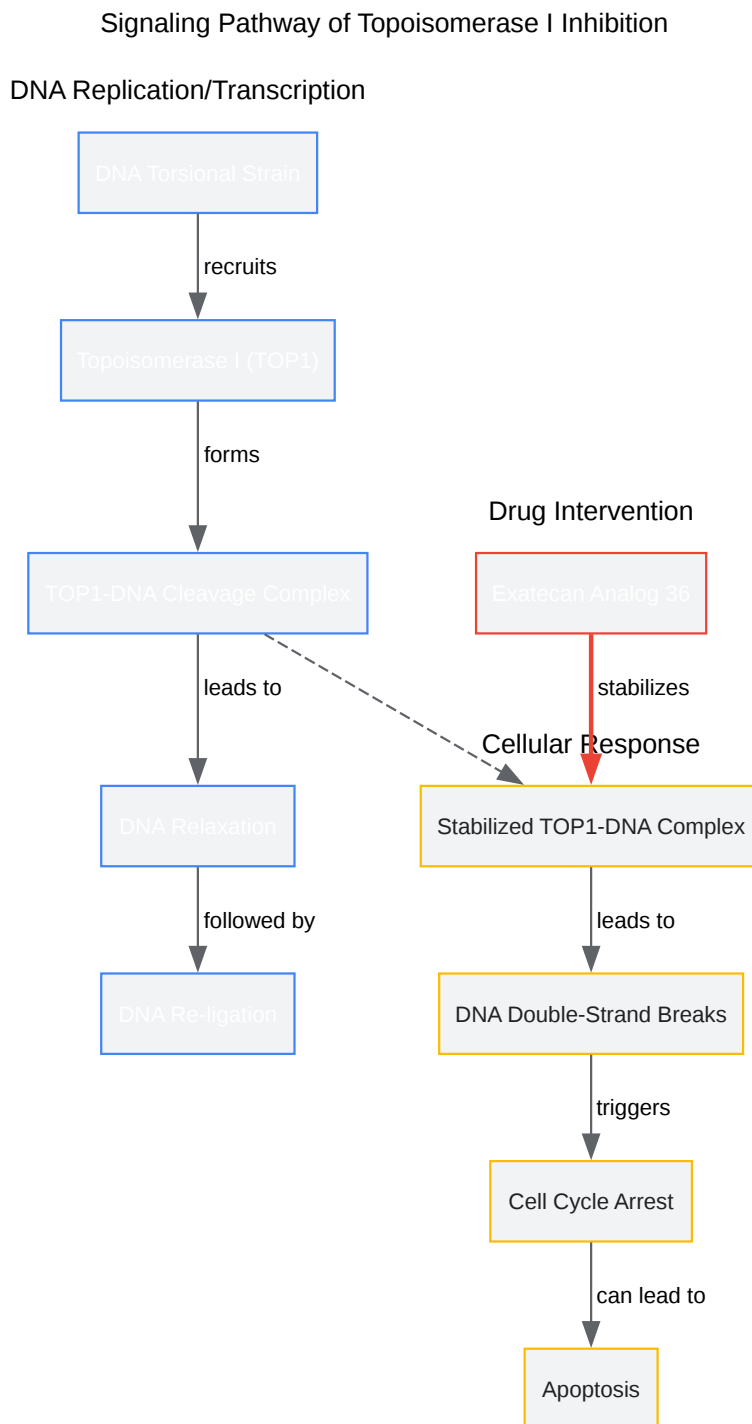 Signaling Pathway of Topoisomerase I Inhibition
DNA Replication/Transcription
DNA Torsional Strain
recruits
Topoisomerase I (TOP1)
forms
Drug Intervention
TOP1-DNA Cleavage Complex
Exatecan Analog 36
leads to
stabilizes
Cellular Response
DNA Relaxation
Stabilized TOP1-DNA Complex
followed by
leads to
DNA Re-ligation
DNA Double-Strand Breaks
triggers
Cell Cycle Arrest
can lead to
Apoptosis